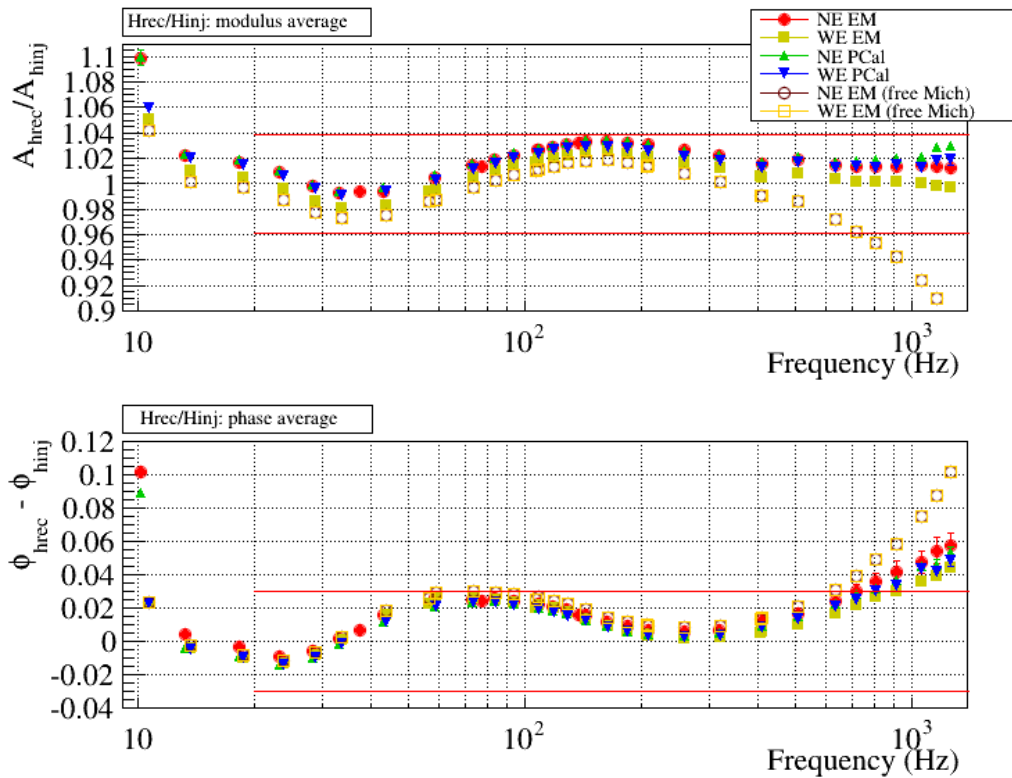 Hrec/Hinj: modulus average
NE EM
WE EM
NE PCal
WE PCal
NE EM (free Mich)
WE EM (free Mich)
A_hrec/A_hinj
1.1
1.08
1.06
1.04
1.02
1
0.98
0.96
0.94
0.92
0.9
10
10²
10³
Frequency (Hz)
Hrec/Hinj: phase average
ϕ_hrec - ϕ_hinj
0.12
0.1
0.08
0.06
0.04
0.02
0
-0.02
-0.04
10
10²
10³
Frequency (Hz)